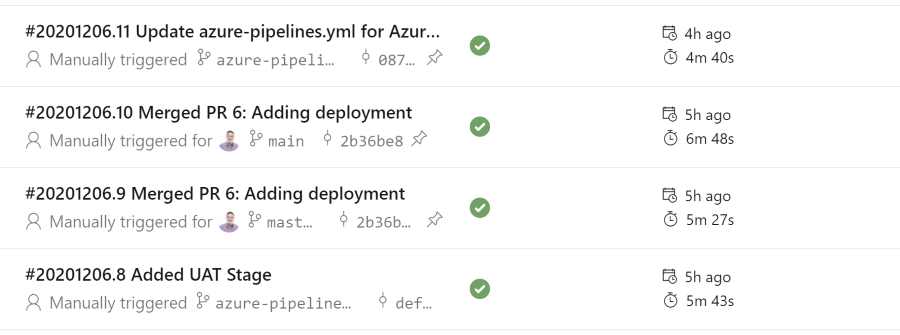 #20201206.11 Update azure-pipelines.yml for Azur...
Manually triggered azure-pipeli... 087...
4h ago
4m 40s
#20201206.10 Merged PR 6: Adding deployment
Manually triggered for main 2b36be8
5h ago
6m 48s
#20201206.9 Merged PR 6: Adding deployment
Manually triggered for mast... 2b36b...
5h ago
5m 27s
#20201206.8 Added UAT Stage
Manually triggered azure-pipeline... def...
5h ago
5m 43s